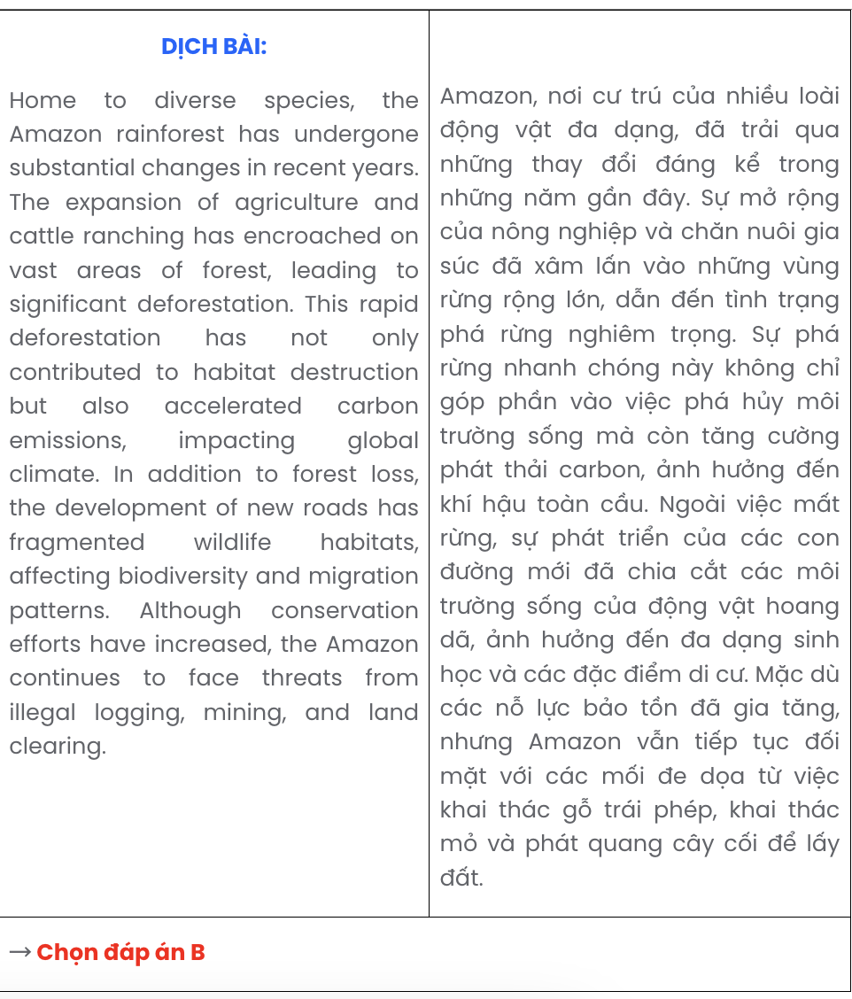 DỊCH BÀI:
Home to diverse species, the
Amazon rainforest has undergone
substantial changes in recent years.
The expansion of agriculture and
cattle ranching has encroached on
vast areas of forest, leading to
significant deforestation. This rapid
deforestation has not only
contributed to habitat destruction
but also accelerated carbon
emissions, impacting global
climate. In addition to forest loss,
the development of new roads has
fragmented wildlife habitats,
affecting biodiversity and migration
patterns. Although conservation
efforts have increased, the Amazon
continues to face threats from
illegal logging, mining, and land
clearing.
Amazon, nơi cư trú của nhiều loài
động vật đa dạng, đã trải qua
những thay đổi đáng kể trong
những năm gần đây. Sự mở rộng
của nông nghiệp và chăn nuôi gia
súc đã xâm lấn vào những vùng
rừng rộng lớn, dẫn đến tình trạng
phá rừng nghiêm trọng. Sự phá
rừng nhanh chóng này không chỉ
góp phần vào việc phá hủy môi
trường sống mà còn tăng cường
phát thải carbon, ảnh hưởng đến
khí hậu toàn cầu. Ngoài việc mất
rừng, sự phát triển của các con
đường mới đã chia cắt các môi
trường sống của động vật hoang
dã, ảnh hưởng đến đa dạng sinh
học và các đặc điểm di cư. Mặc dù
các nỗ lực bảo tồn đã gia tăng,
nhưng Amazon vẫn tiếp tục đối
mặt với các mối đe dọa từ việc
khai thác gỗ trái phép, khai thác
mỏ và phát quang cây cối để lấy
đất.
→ Chọn đáp án B